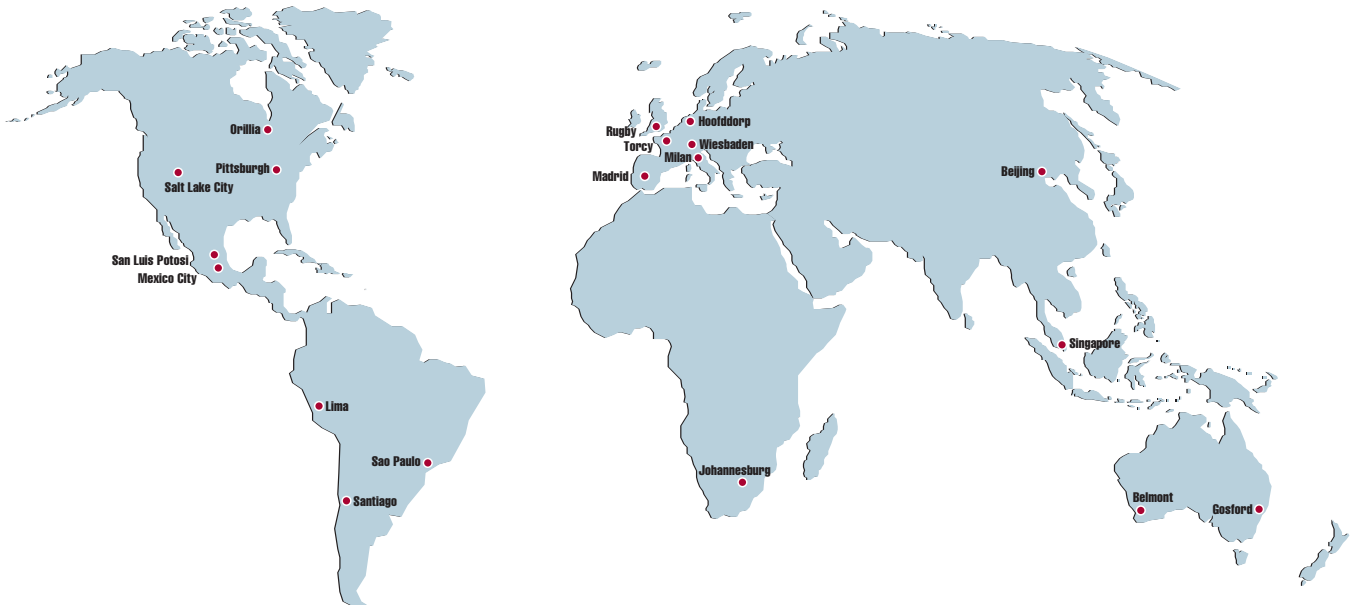 Orillia
Pittsburgh
Salt Lake City
San Luis Potosi
Mexico City
Lima
Sao Paulo
Santiago
Rugby
Hoofddorp
Torcy
Wiesbaden
Milan
Madrid
Johannesburg
Beijing
Singapore
Belmont
Gosford